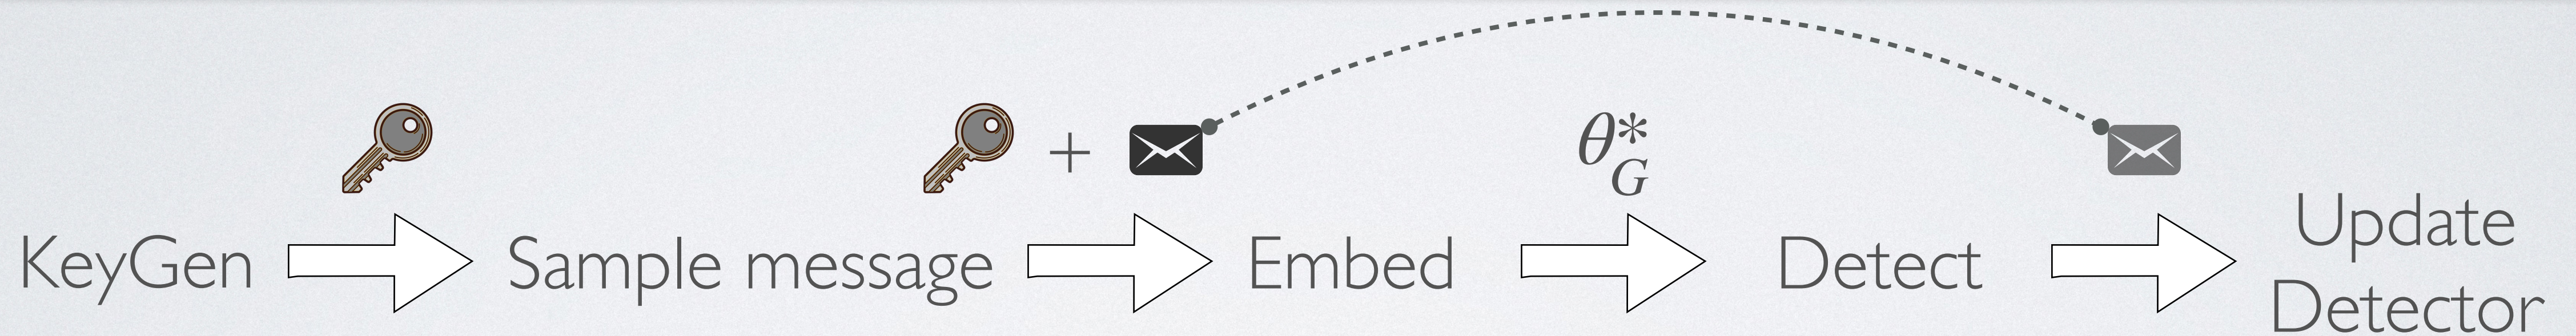 +
θ*G
KeyGen
Sample message
Embed
Detect
Update
Detector